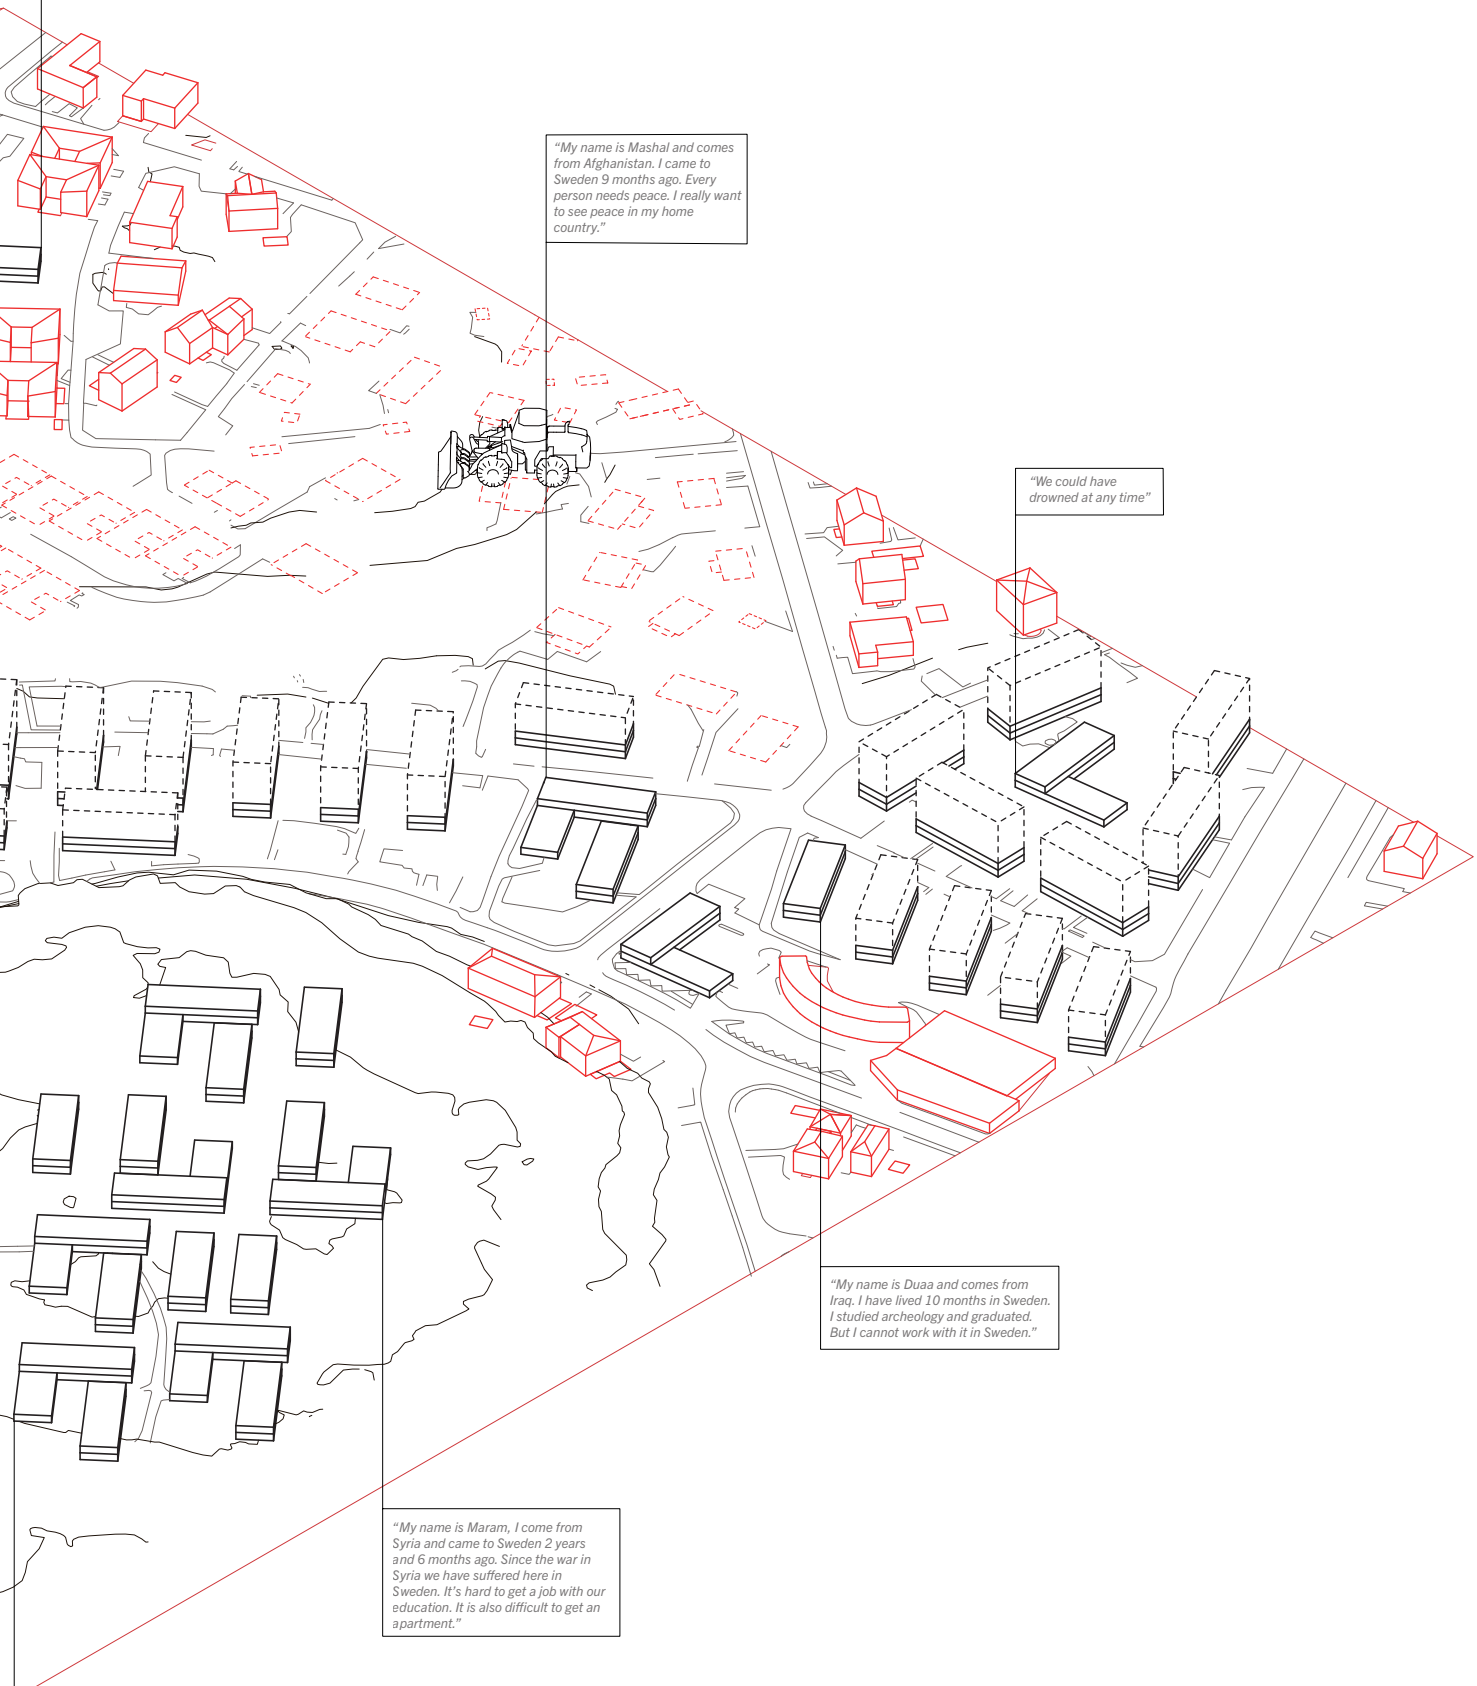 “My name is Mashal and comes
from Afghanistan. I came to
Sweden 9 months ago. Every
person needs peace. I really want
to see peace in my home
country.”
“We could have
drowned at any time”
“My name is Duaa and comes from
Iraq. I have lived 10 months in Sweden.
I studied archeology and graduated.
But I cannot work with it in Sweden.”
“My name is Maram, I come from
Syria and came to Sweden 2 years
and 6 months ago. Since the war in
Syria we have suffered here in
Sweden. It’s hard to get a job with our
education. It is also difficult to get an
apartment.”